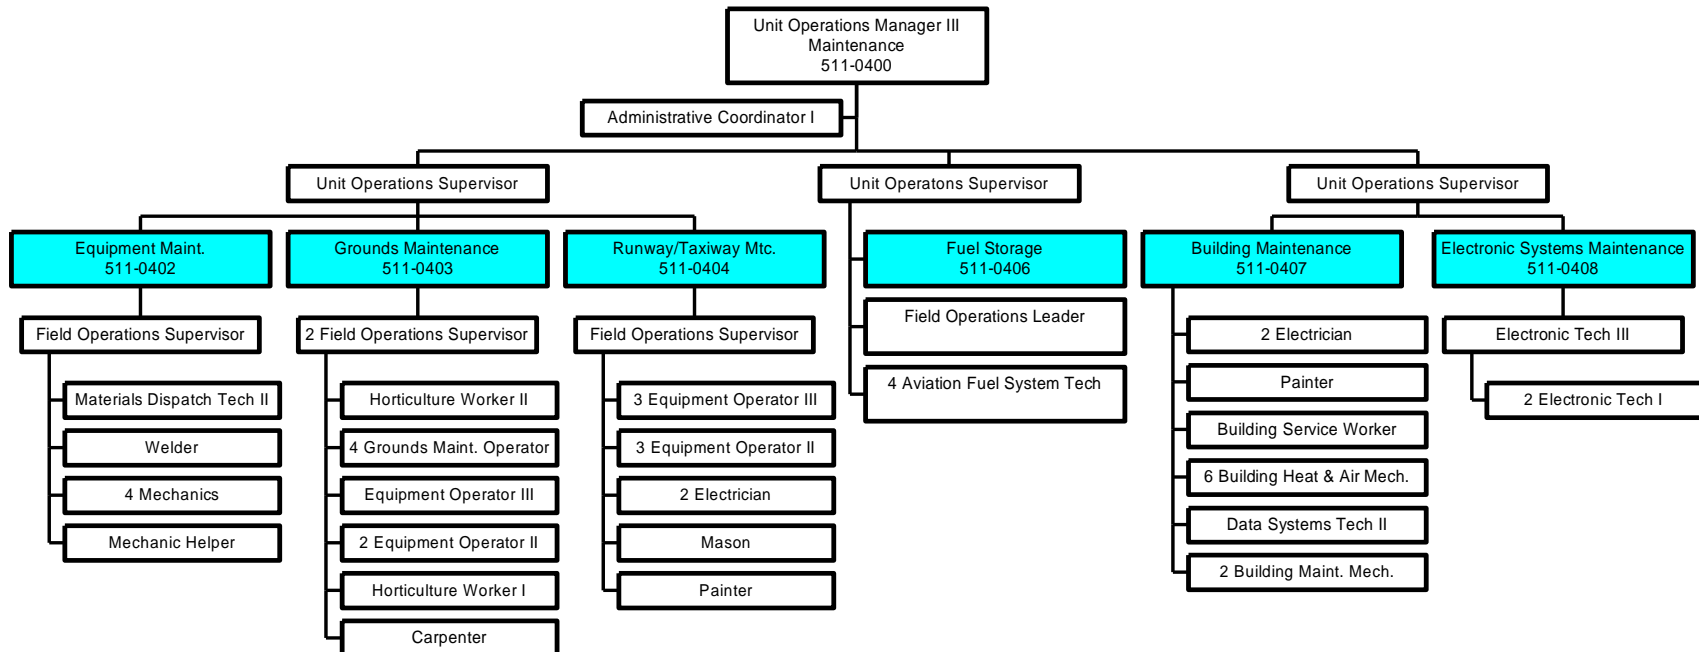 Unit Operations Manager III
Maintenance
511-0400
Administrative Coordinator I
Unit Operations Supervisor
Unit Operatons Supervisor
Unit Operations Supervisor
Equipment Maint.
511-0402
Grounds Maintenance
511-0403
Runway/Taxiway Mtc.
511-0404
Fuel Storage
511-0406
Building Maintenance
511-0407
Electronic Systems Maintenance
511-0408
Field Operations Supervisor
Materials Dispatch Tech II
Welder
4 Mechanics
Mechanic Helper
2 Field Operations Supervisor
Horticulture Worker II
4 Grounds Maint. Operator
Equipment Operator III
2 Equipment Operator II
Horticulture Worker I
Carpenter
Field Operations Supervisor
3 Equipment Operator III
3 Equipment Operator II
2 Electrician
Mason
Painter
Field Operations Leader
4 Aviation Fuel System Tech
2 Electrician
Painter
Building Service Worker
6 Building Heat & Air Mech.
Data Systems Tech II
2 Building Maint. Mech.
Electronic Tech III
2 Electronic Tech I